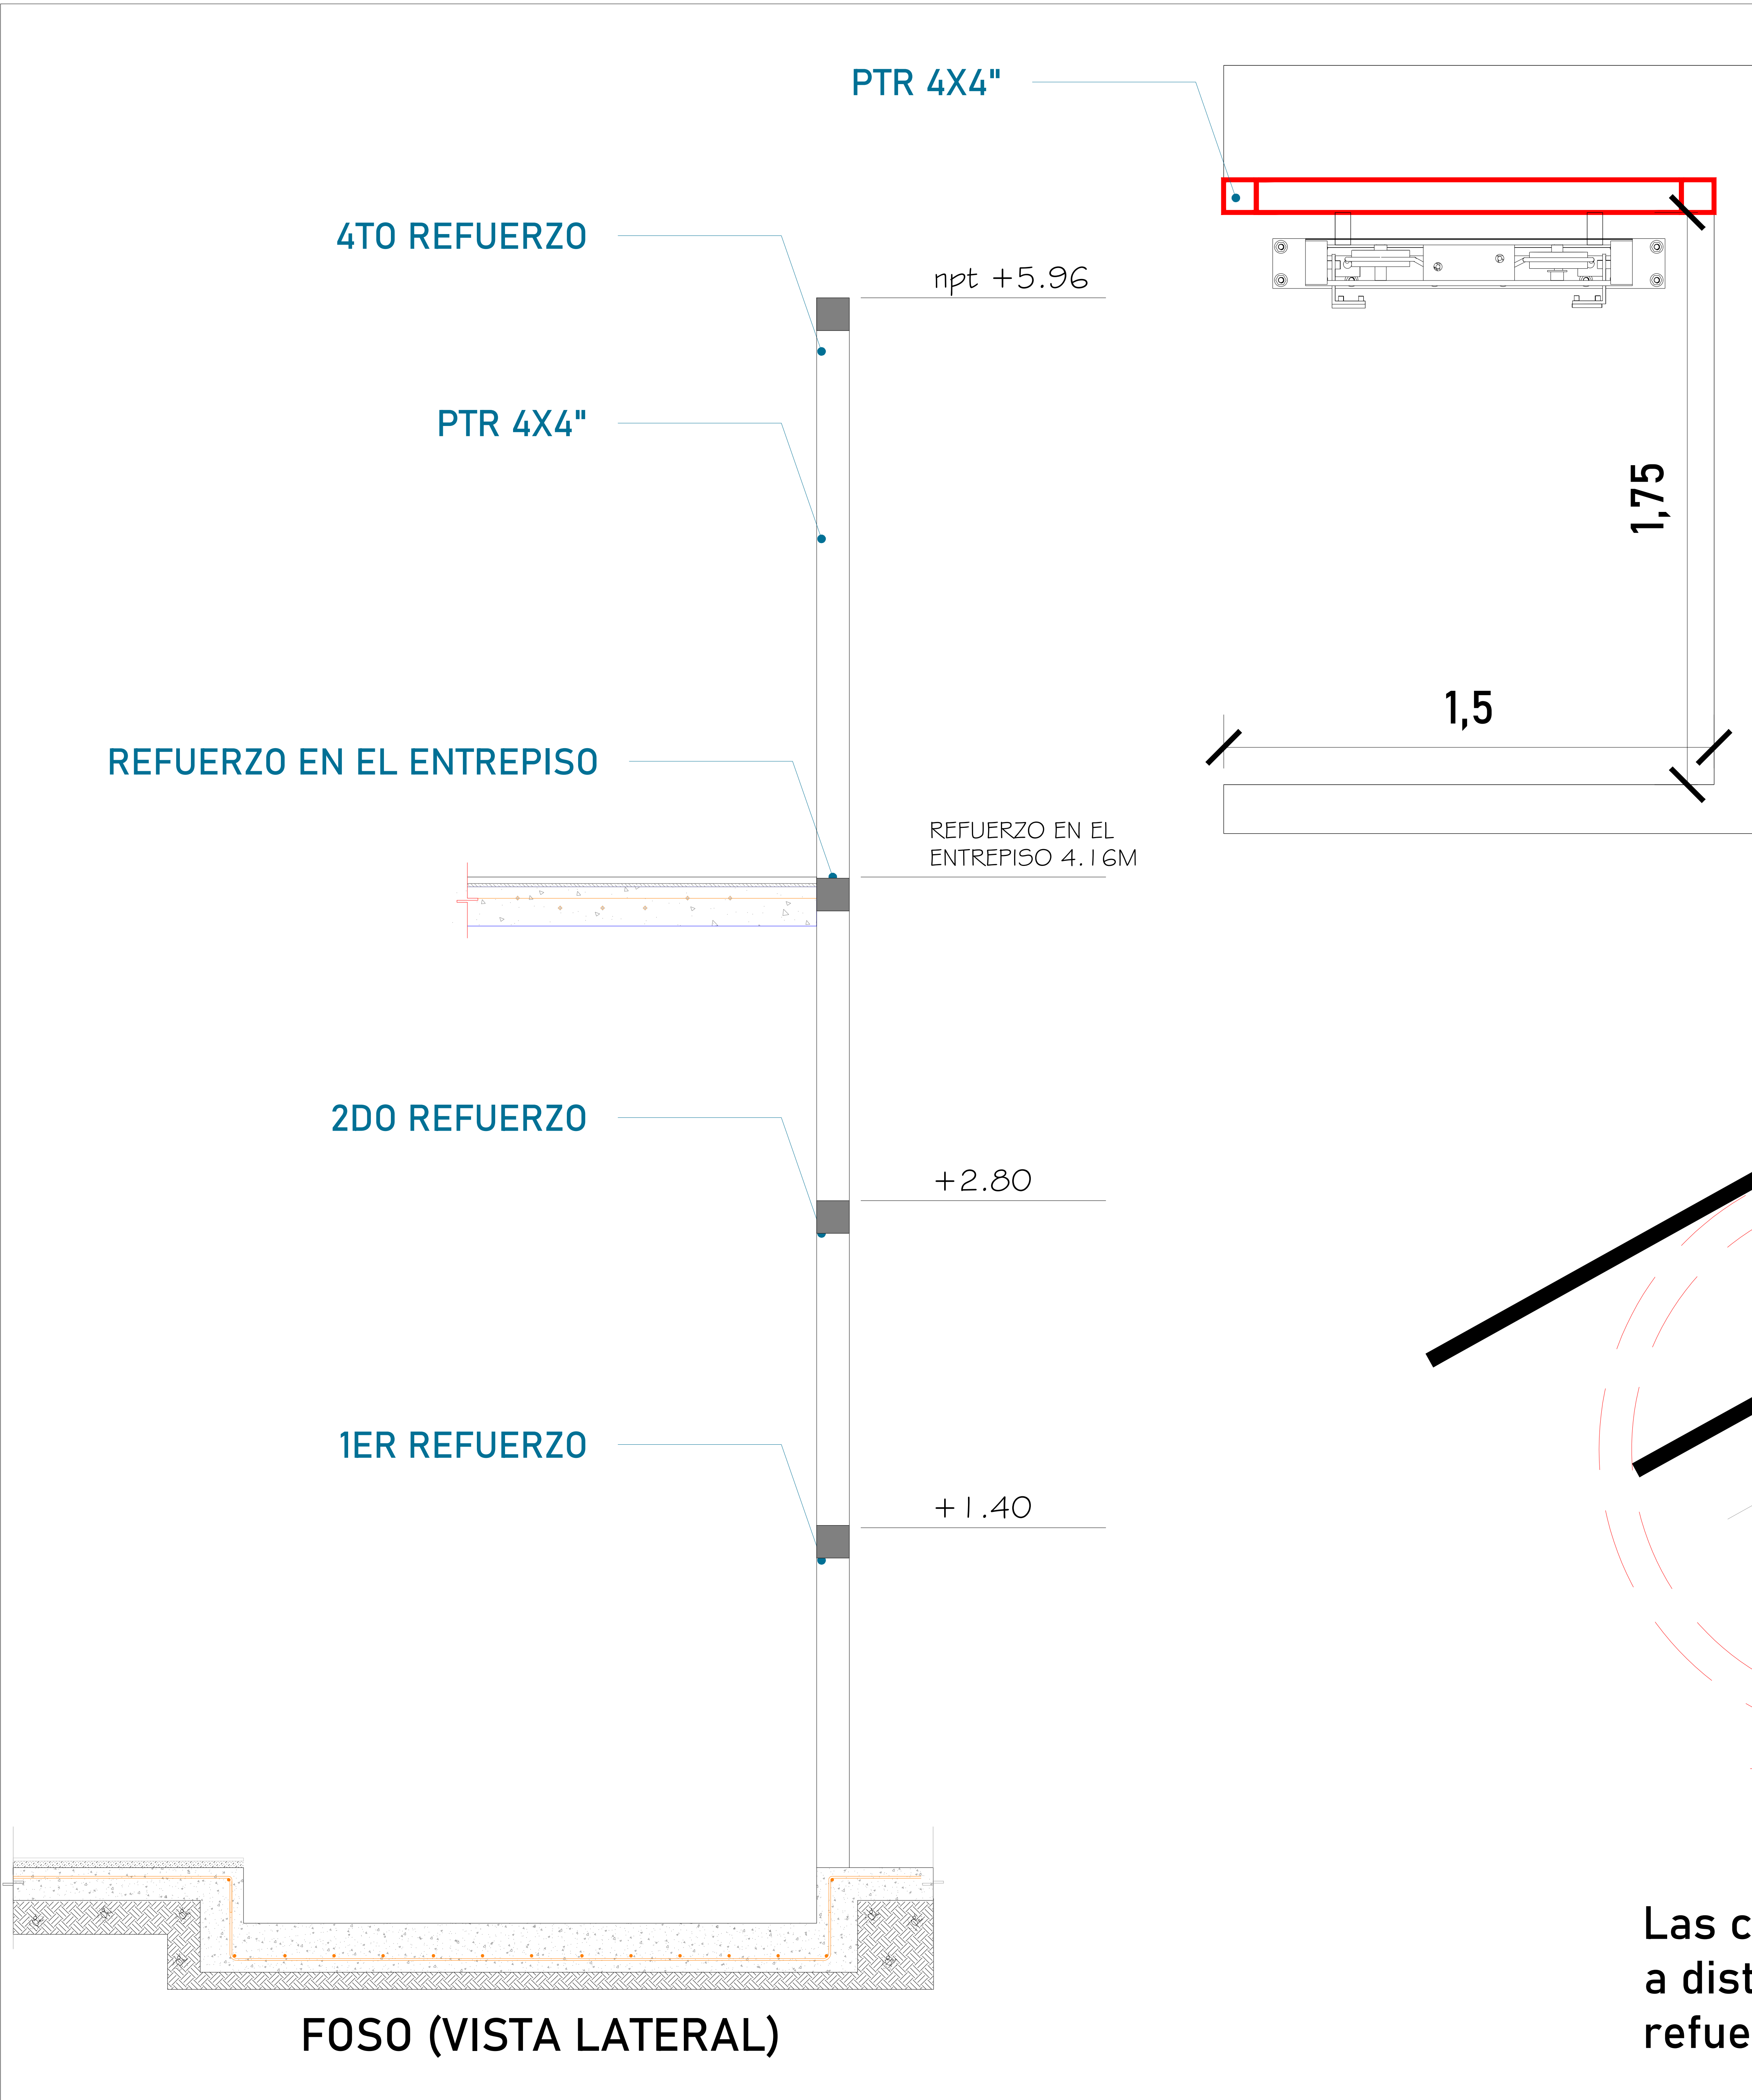 PTR 4X4"
4TO REFUERZO
npt +5.96
PTR 4X4"
1,75
1,5
REFUERZO EN EL ENTREPISO
REFUERZO EN EL
ENTREPISO 4.16M
2DO REFUERZO
+2.80
1ER REFUERZO
+1.40
Las
a
FOSO (VISTA LATERAL)